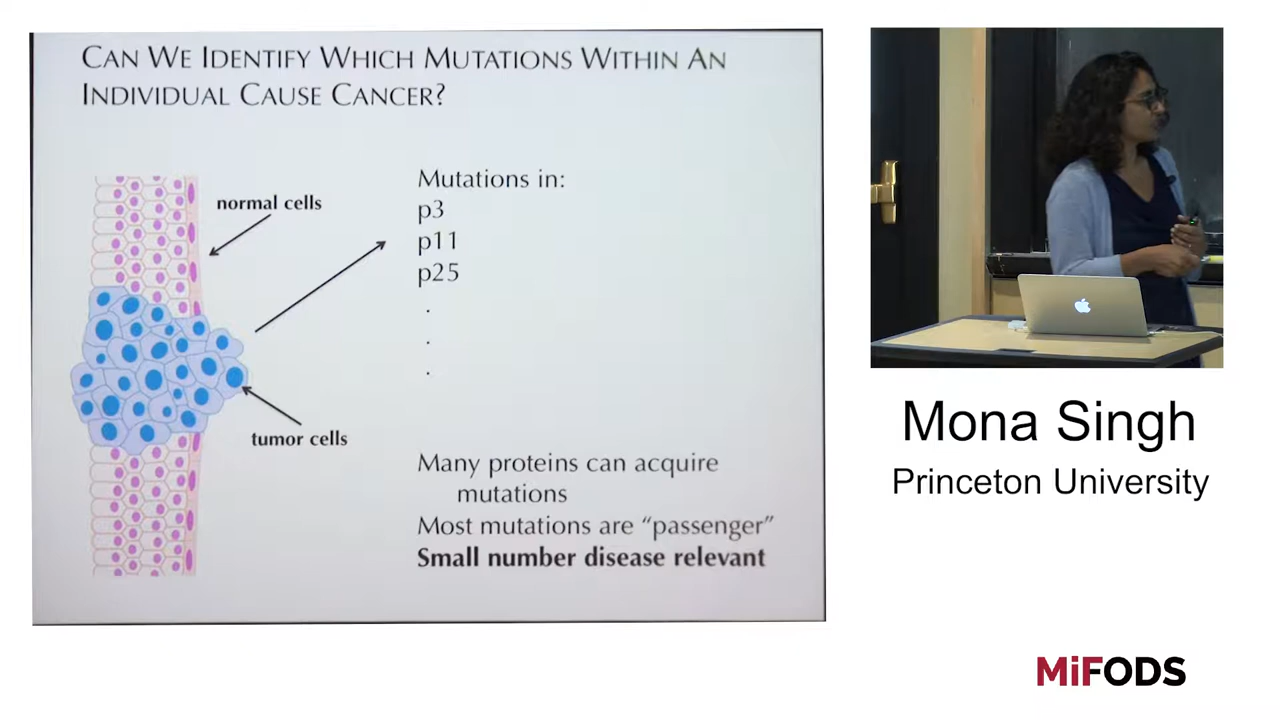 CAN WE IDENTIFY WHICH MUTATIONS WITHIN AN
INDIVIDUAL CAUSE CANCER?
normal cells
tumor cells
Mutations in:
p3
p11
p25
.
.
.
Many proteins can acquire
mutations
Most mutations are “passenger”
Small number disease relevant
Mona Singh
Princeton University
MiFODS